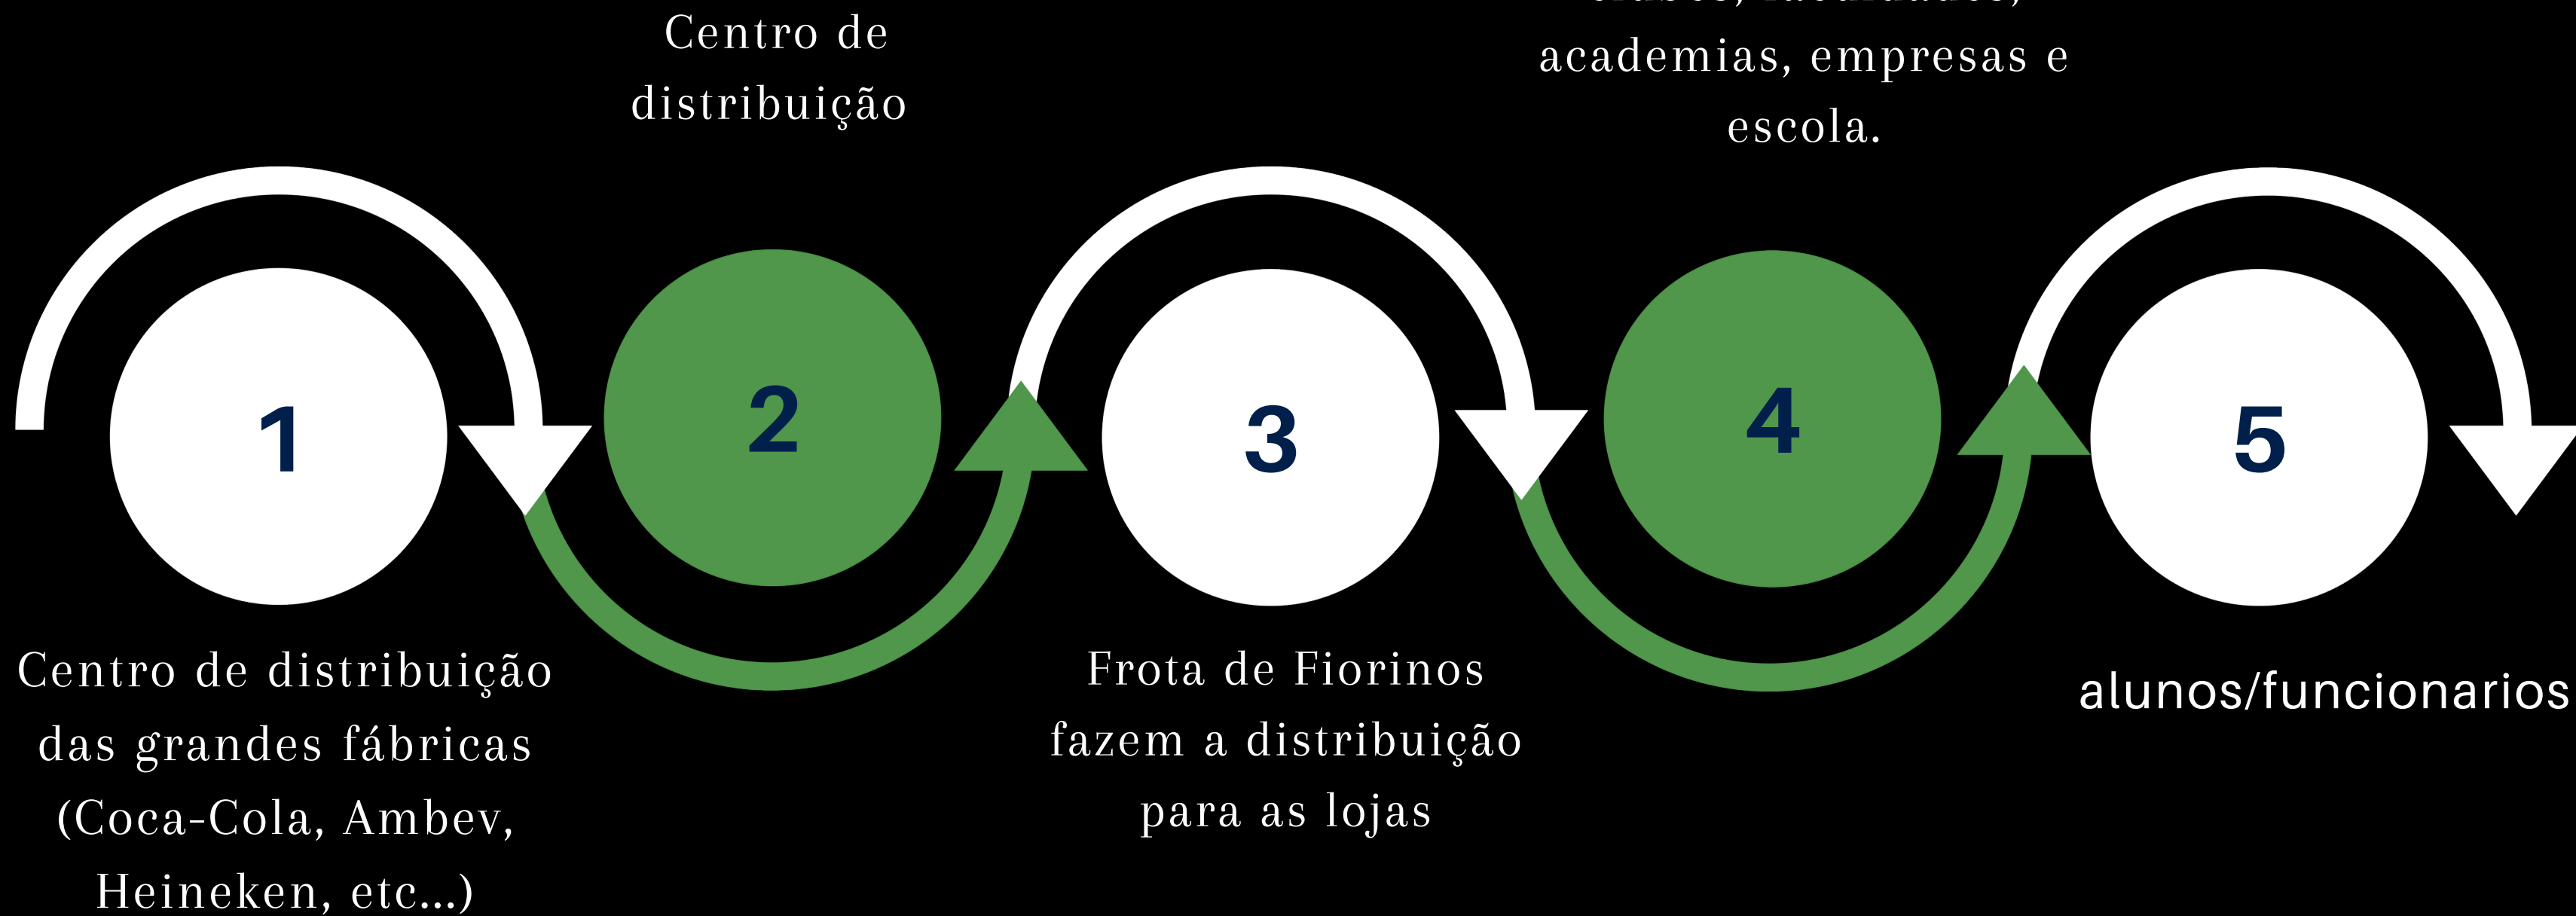 1
Centro de distribuição
das grandes fábricas
(Coca-Cola, Ambev,
Heineken, etc...)
Centro de
distribuição
2
3
Frota de Fiorinos
fazem a distribuição
para as lojas
academias, empresas e
escola.
4
5
alunos/funcionarios